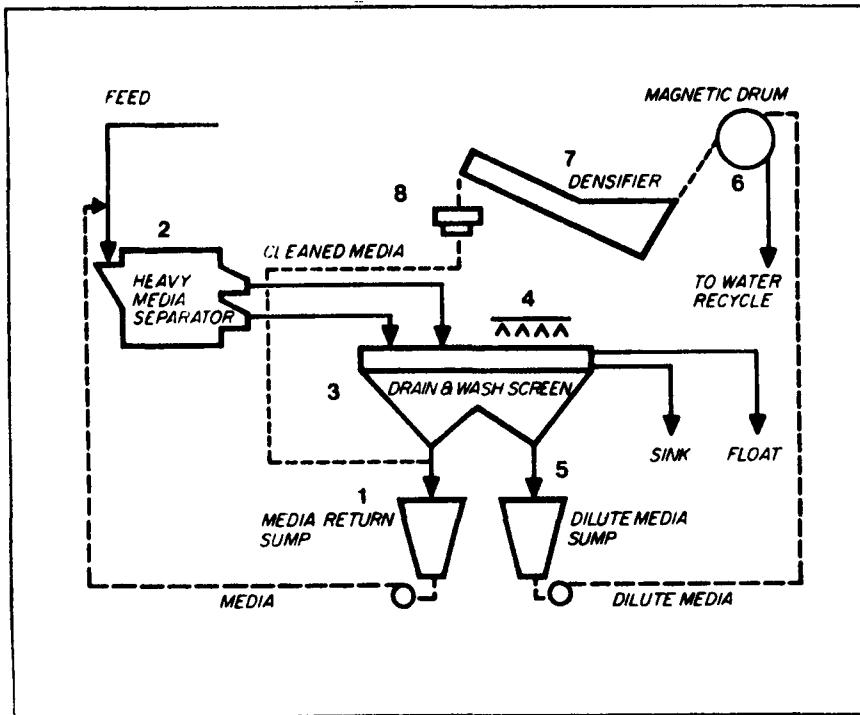 FEED
MAGNETIC DRUM
7
DENSIFIER
6
8
2
CLEANED MEDIA
TO WATER
RECYCLE
HEAVY
MEDIA
SEPARATOR
4
3
DRAIN & WASH SCREEN
SINK
FLOAT
1
MEDIA RETURN
SUMP
5
DILUTE MEDIA
SUMP
MEDIA
DILUTE MEDIA